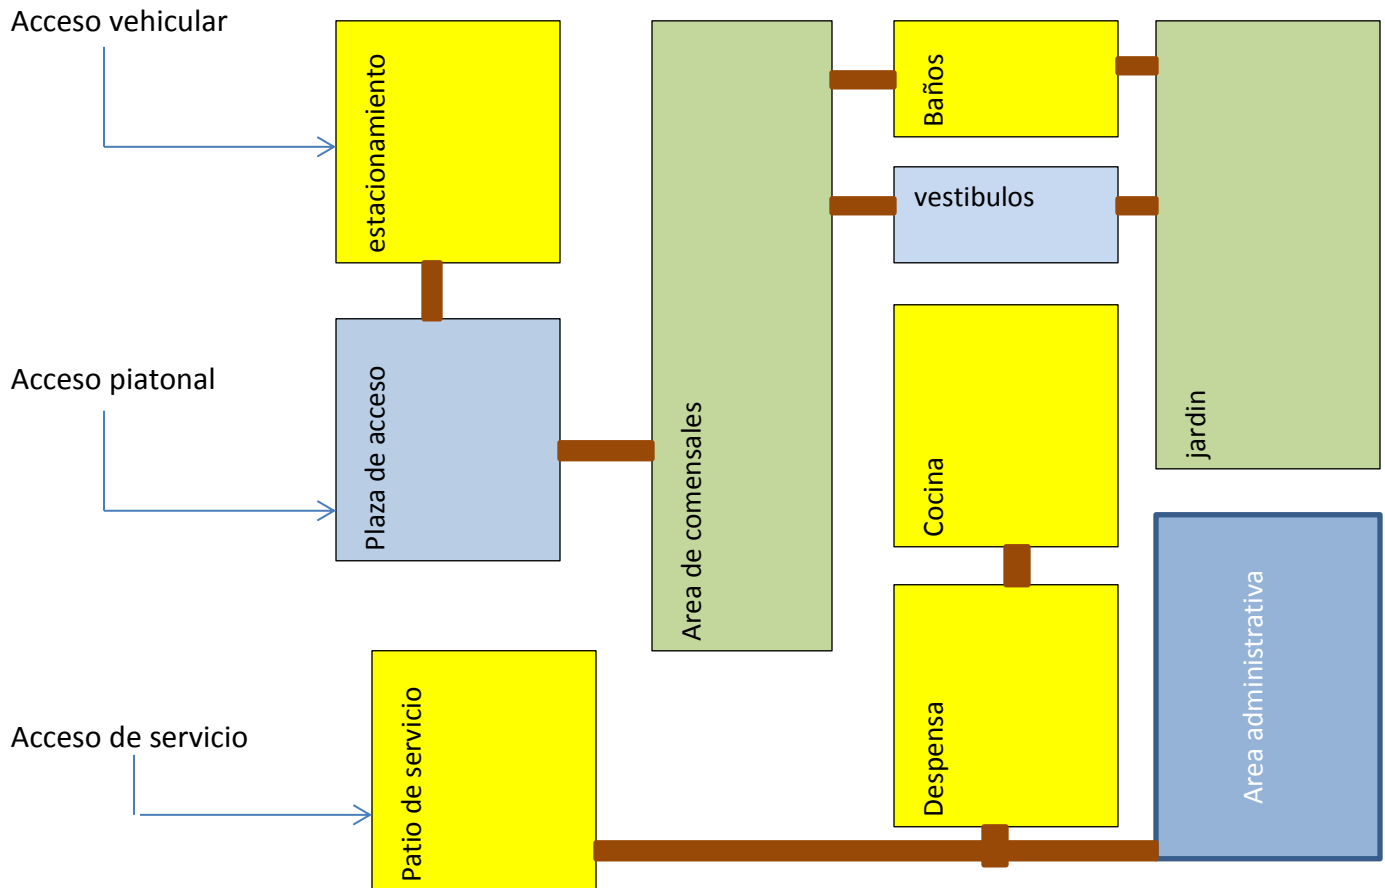 Acceso vehicular
estacionamiento
Baños
vestibulos
Acceso piatonal
Plaza de acceso
Area de comensales
Cocina
jardin
Acceso de servicio
Patio de servicio
Despensa
Area administrativa